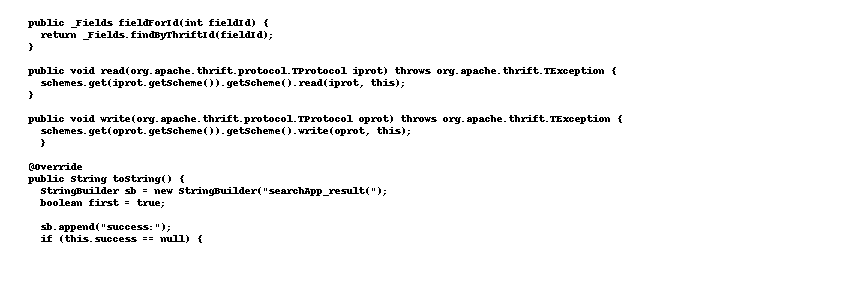 public _Fields fieldForId(int fieldId) {
  return _Fields.findByThriftId(fieldId);
}

public void read(org.apache.thrift.protocol.TProtocol iprot) throws org.apache.thrift.TException {
  schemes.get(iprot.getScheme()).getScheme().read(iprot, this);
}

public void write(org.apache.thrift.protocol.TProtocol oprot) throws org.apache.thrift.TException {
  schemes.get(oprot.getScheme()).getScheme().write(oprot, this);
  }

@Override
public String toString() {
  StringBuilder sb = new StringBuilder("searchApp_result(");
  boolean first = true;

  sb.append("success:");
  if (this.success == null) {